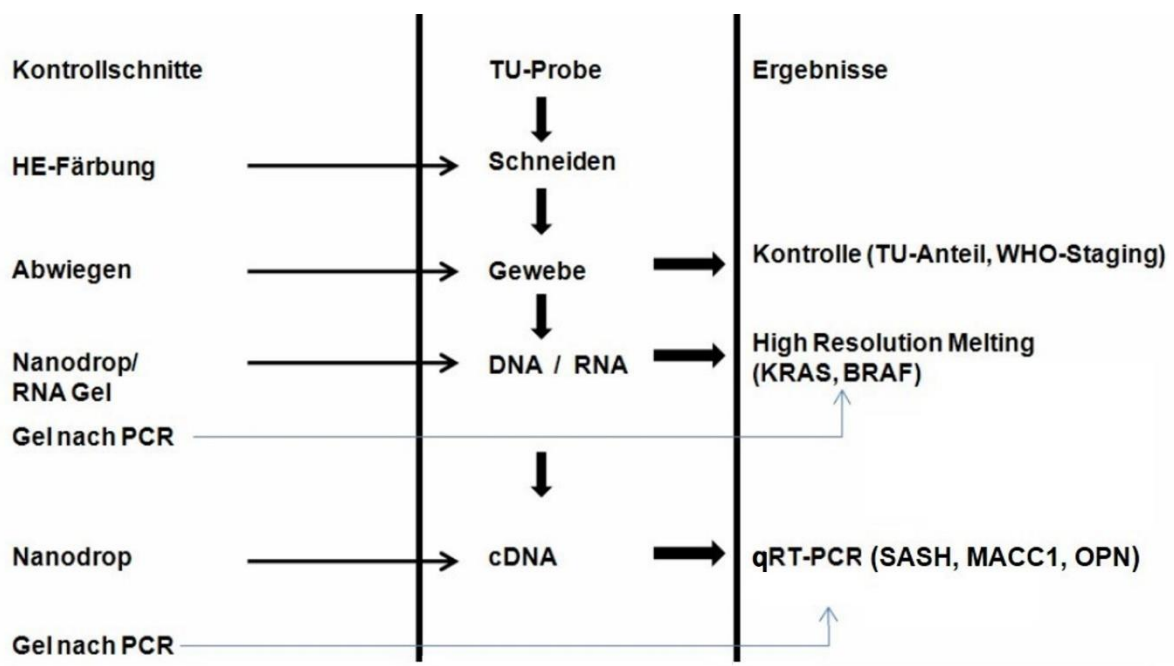 Kontrollschnitte TU-Probe Ergebnisse
HE-Färbung Schneiden
Abwiegen Gewebe Kontrolle (TU-Anteil, WHO-Staging)
Nanodrop/ DNA / RNA High Resolution Melting
RNA Gel (KRAS, BRAF)
Gel nach PCR
Nanodrop cDNA qRT-PCR (SASH, MACC1, OPN)
Gel nach PCR